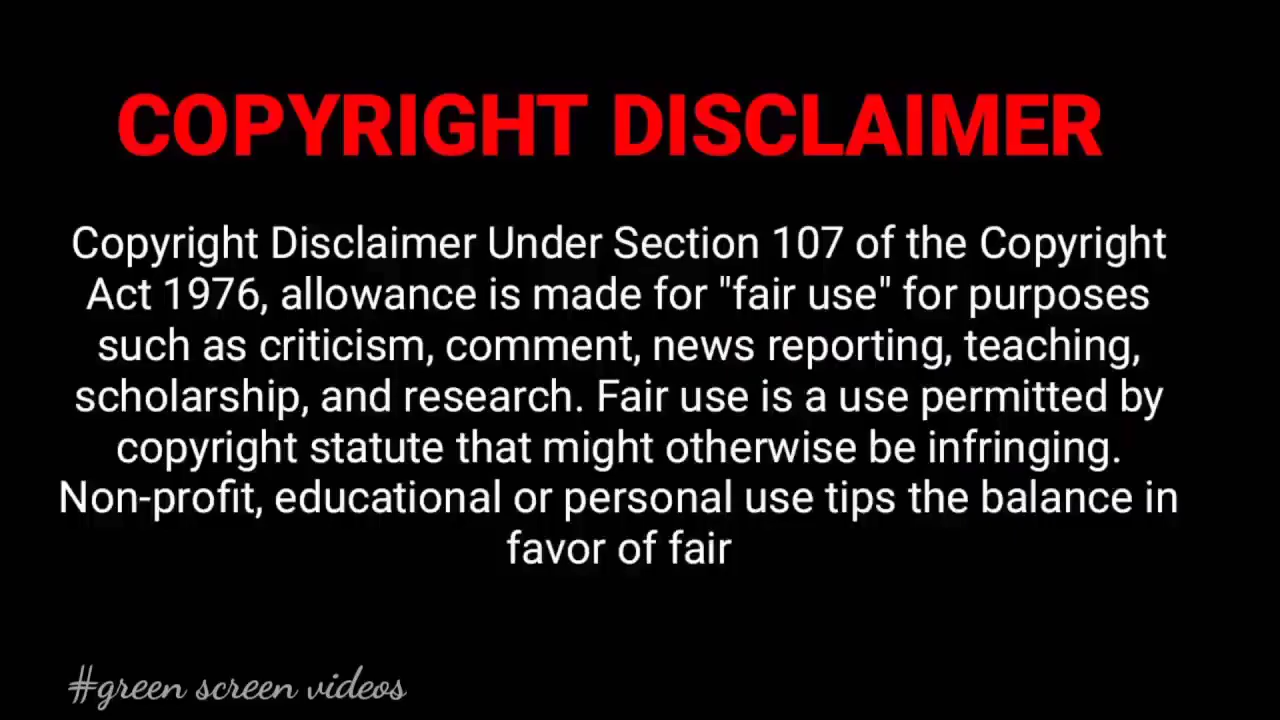 COPYRIGHT DISCLAIMER
Copyright Disclaimer Under Section 107 of the Copyright
Act 1976, allowance is made for "fair use" for purposes
such as criticism, comment, news reporting, teaching,
scholarship, and research. Fair use is a use permitted by
copyright statute that might otherwise be infringing.
Non-profit, educational or personal use tips the balance in
favor of fair
#green screen videos